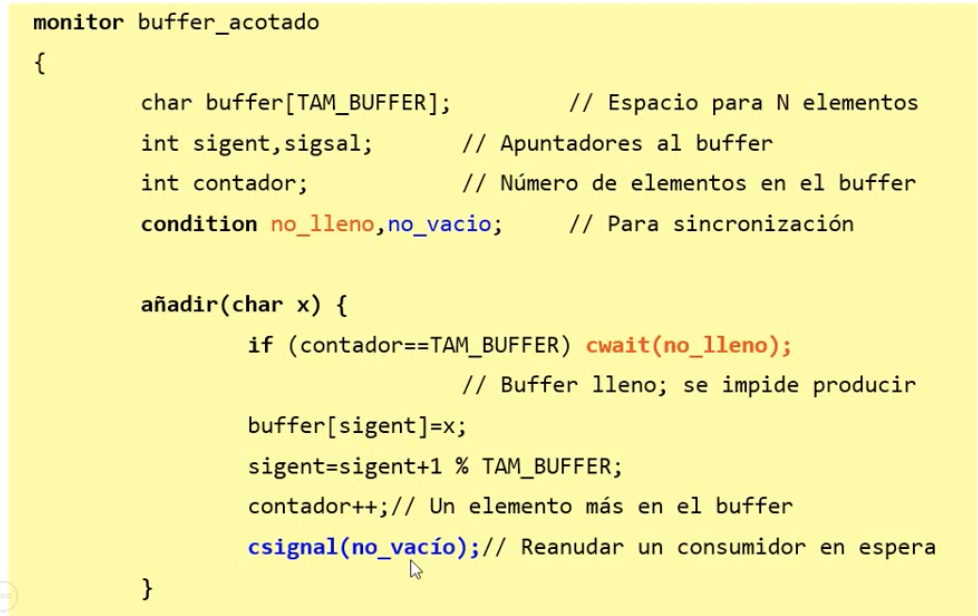 monitor buffer_acotado
{
char buffer[TAM_BUFFER]; // Espacio para N elementos
int sigent,sigsal; // Apuntadores al buffer
int contador; // Número de elementos en el buffer
condition no_lleno,no_vacio; // Para sincronización
añadir(char x) {
if (contador==TAM_BUFFER) cwait(no_lleno);
// Buffer lleno; se impide producir
buffer[sigent]=x;
sigent=sigent+1 % TAM_BUFFER;
contador++;// Un elemento más en el buffer
csignal(no_vacío);// Reanudar un consumidor en espera
}